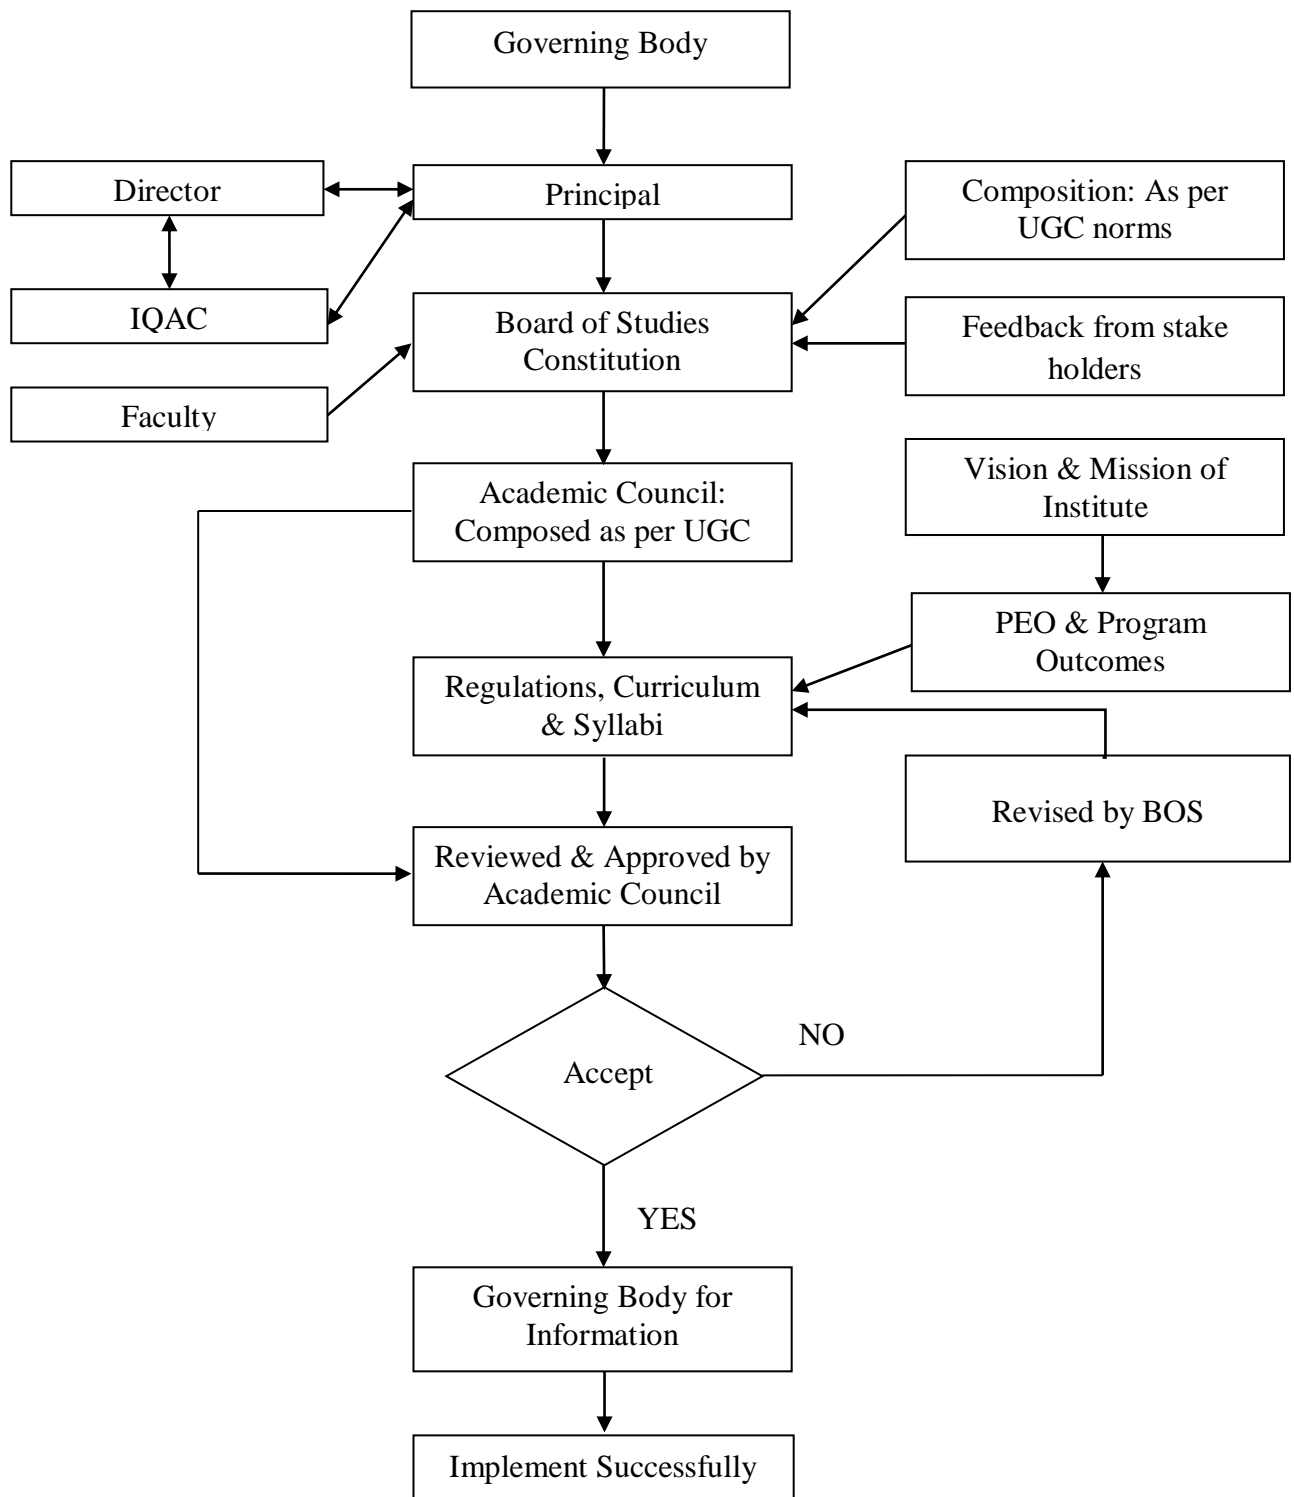 Governing Body
Director
Principal
Composition: As per
UGC norms
IQAC
Board of Studies
Constitution
Feedback from stake
holders
Faculty
Academic Council:
Composed as per UGC
Vision & Mission of
Institute
PEO & Program
Outcomes
Regulations, Curriculum
& Syllabi
Revised by BOS
Reviewed & Approved by
Academic Council
NO
Accept
YES
Governing Body for
Information
Implement Successfully